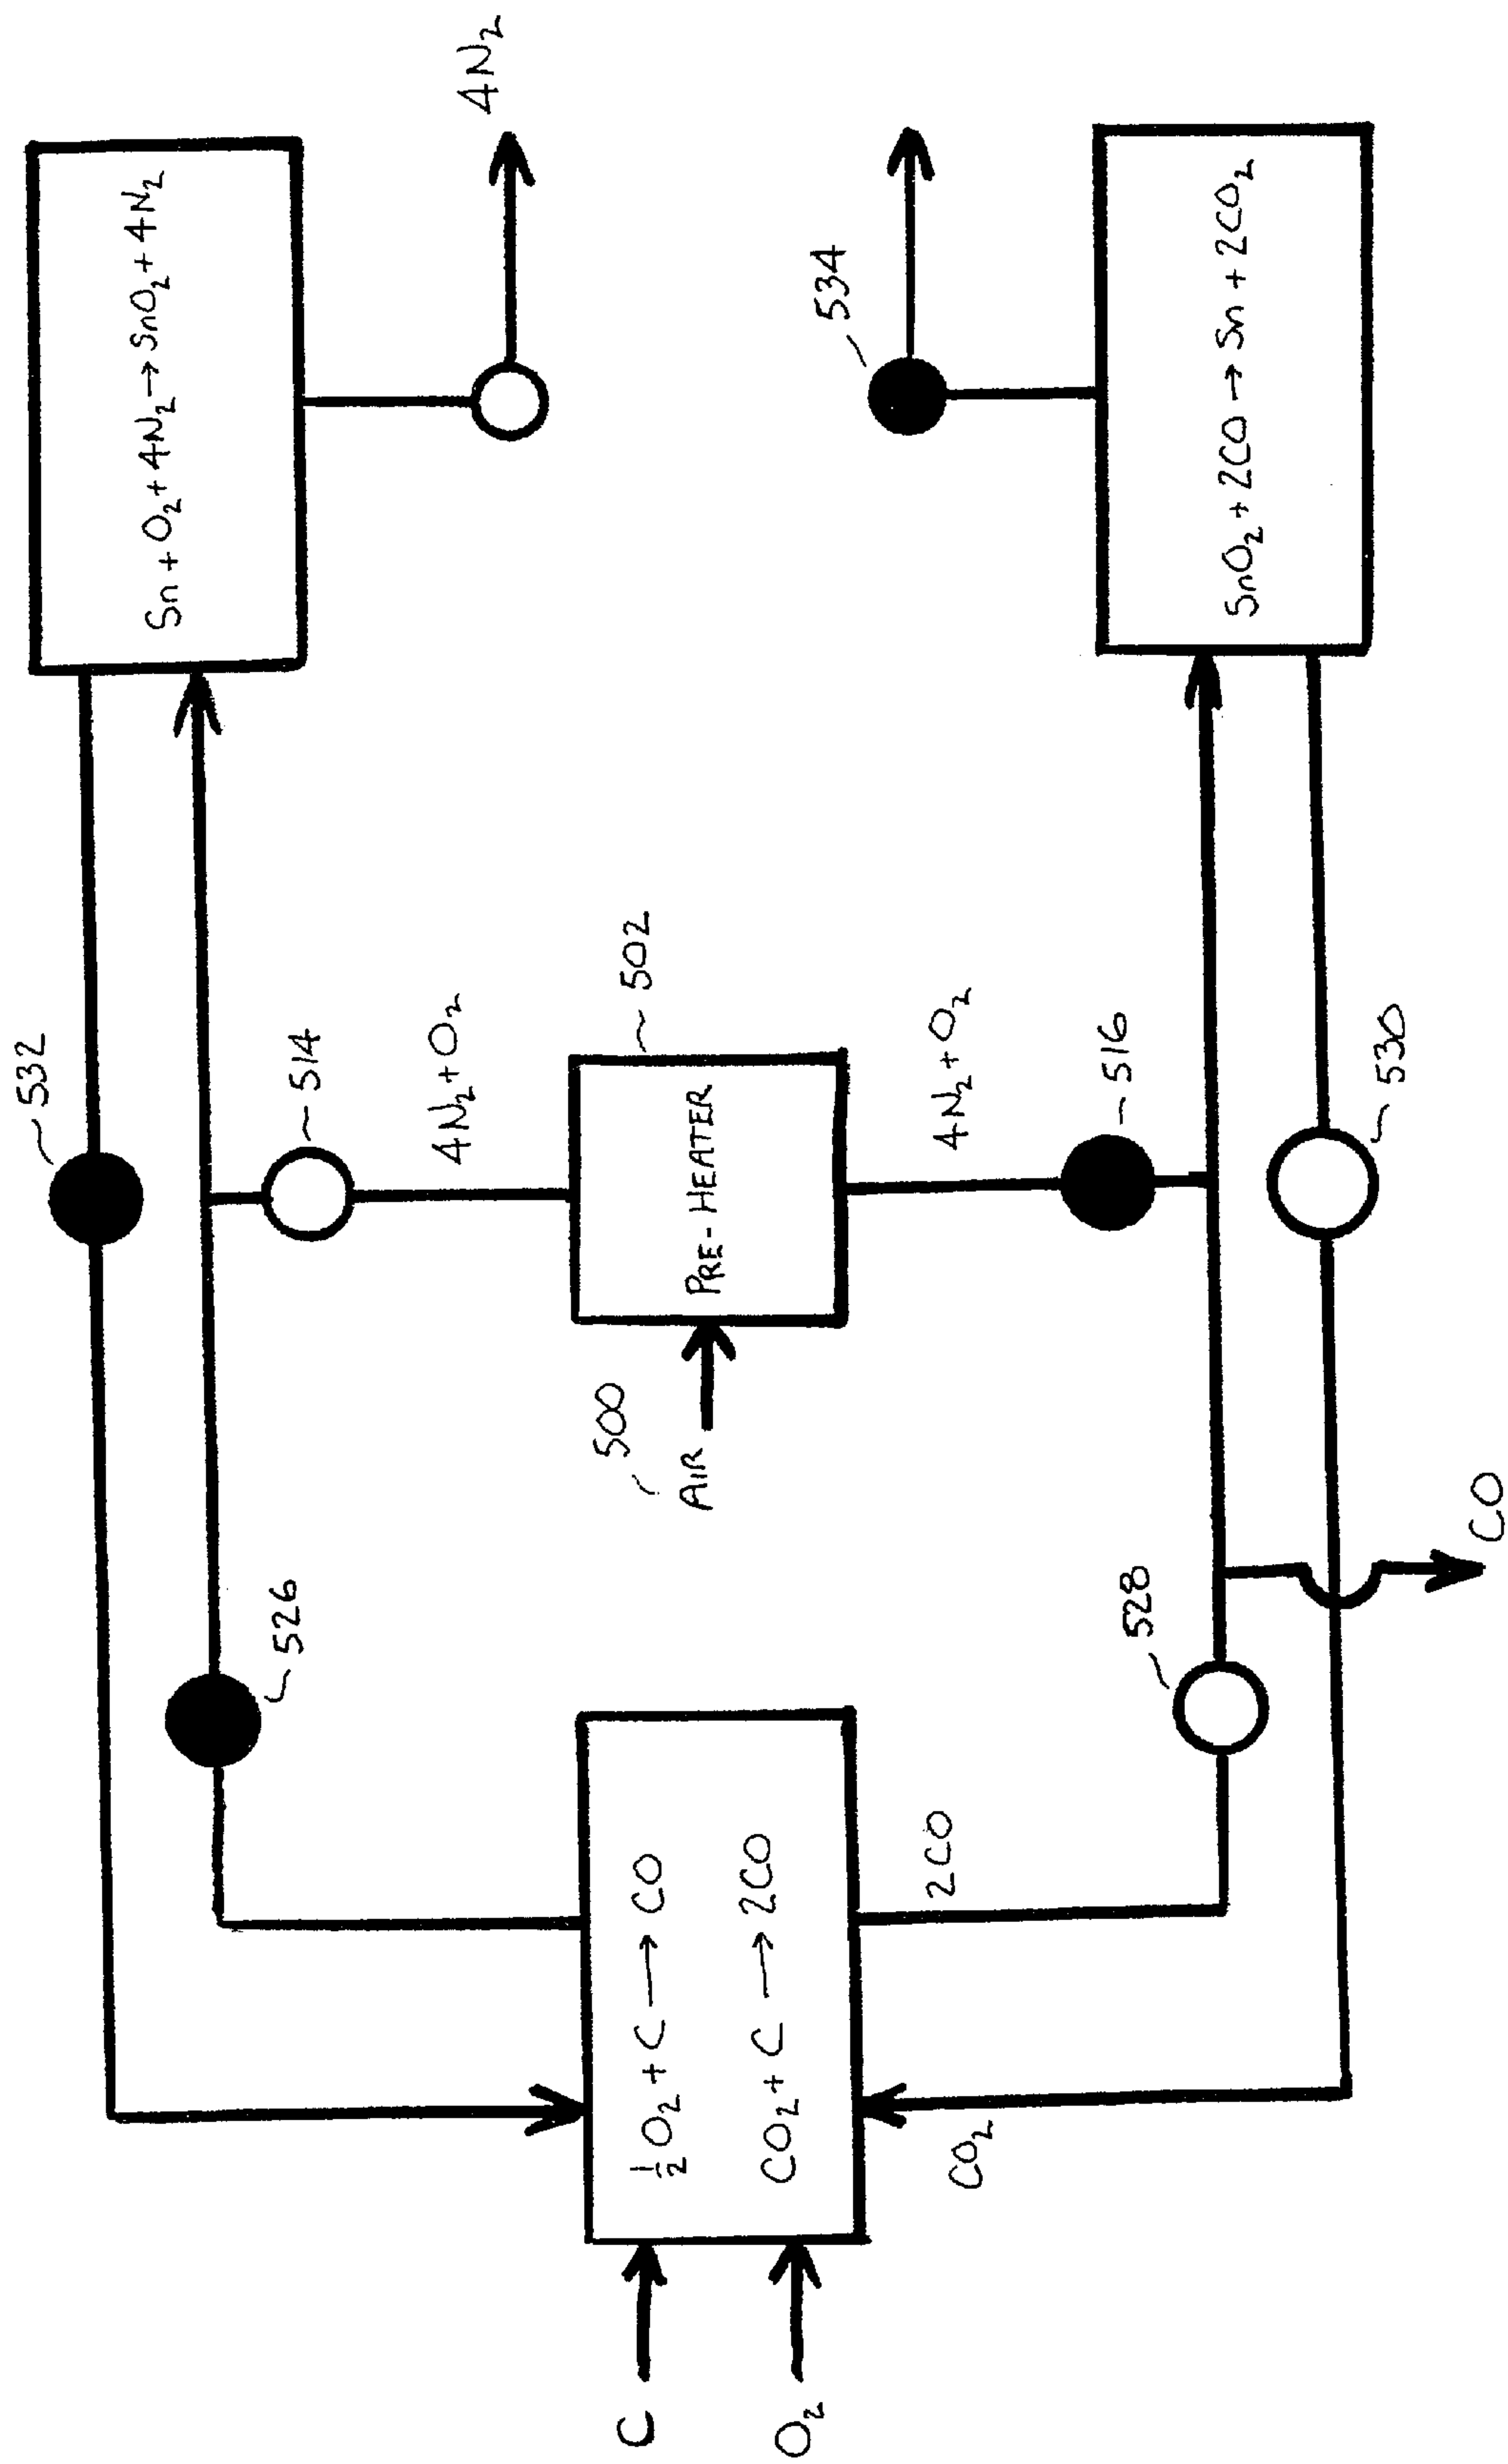 Sn + O₂ + 4N₂ → SnO₂ + 4N₂
4N₂
532
526
514
4N₂ + O₂
500
AIR
PRE-HEATER
502
534
C
O₂
½O₂ + C → CO
CO₂ + C → 2CO
2CO
CO₂
4N₂ + O₂
516
528
530
CO
SnO₂ + 2CO → Sn + 2CO₂